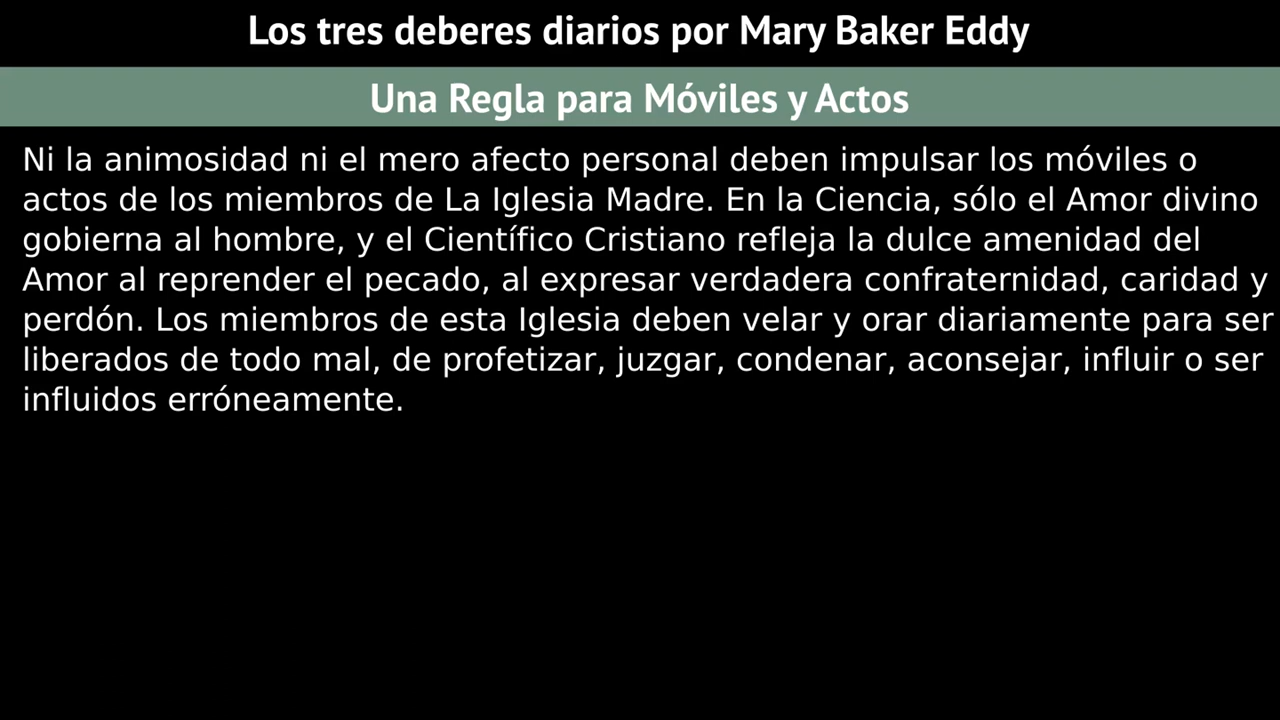 Los tres deberes diarios por Mary Baker Eddy
Una Regla para Móviles y Actos
Ni la animosidad ni el mero afecto personal deben impulsar los móviles o
actos de los miembros de La Iglesia Madre. En la Ciencia, sólo el Amor divino
gobierna al hombre, y el Científico Cristiano refleja la dulce amenidad del
Amor al reprender el pecado, al expresar verdadera confraternidad, caridad y
perdón. Los miembros de esta Iglesia deben velar y orar diariamente para ser
liberados de todo mal, de profetizar, juzgar, condenar, aconsejar, influir o ser
influidos erróneamente.